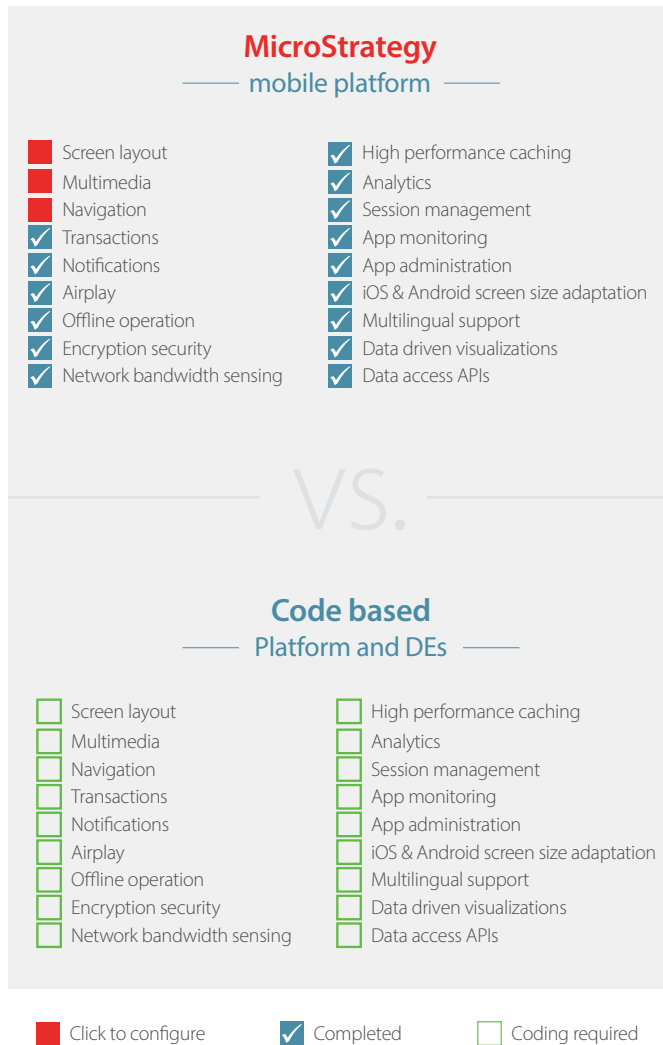 MicroStrategy
mobile platform
Screen layout
Multimedia
Navigation
Transactions
Notifications
Airplay
Offline operation
Encryption security
Network bandwidth sensing
High performance caching
Analytics
Session management
App monitoring
App administration
iOS & Android screen size adaptation
Multilingual support
Data driven visualizations
Data access APIs
VS.
Code based
Platform and DEs
Screen layout
Multimedia
Navigation
Transactions
Notifications
Airplay
Offline operation
Encryption security
Network bandwidth sensing
High performance caching
Analytics
Session management
App monitoring
App administration
iOS & Android screen size adaptation
Multilingual support
Data driven visualizations
Data access APIs
Click to configure
Completed
Coding required